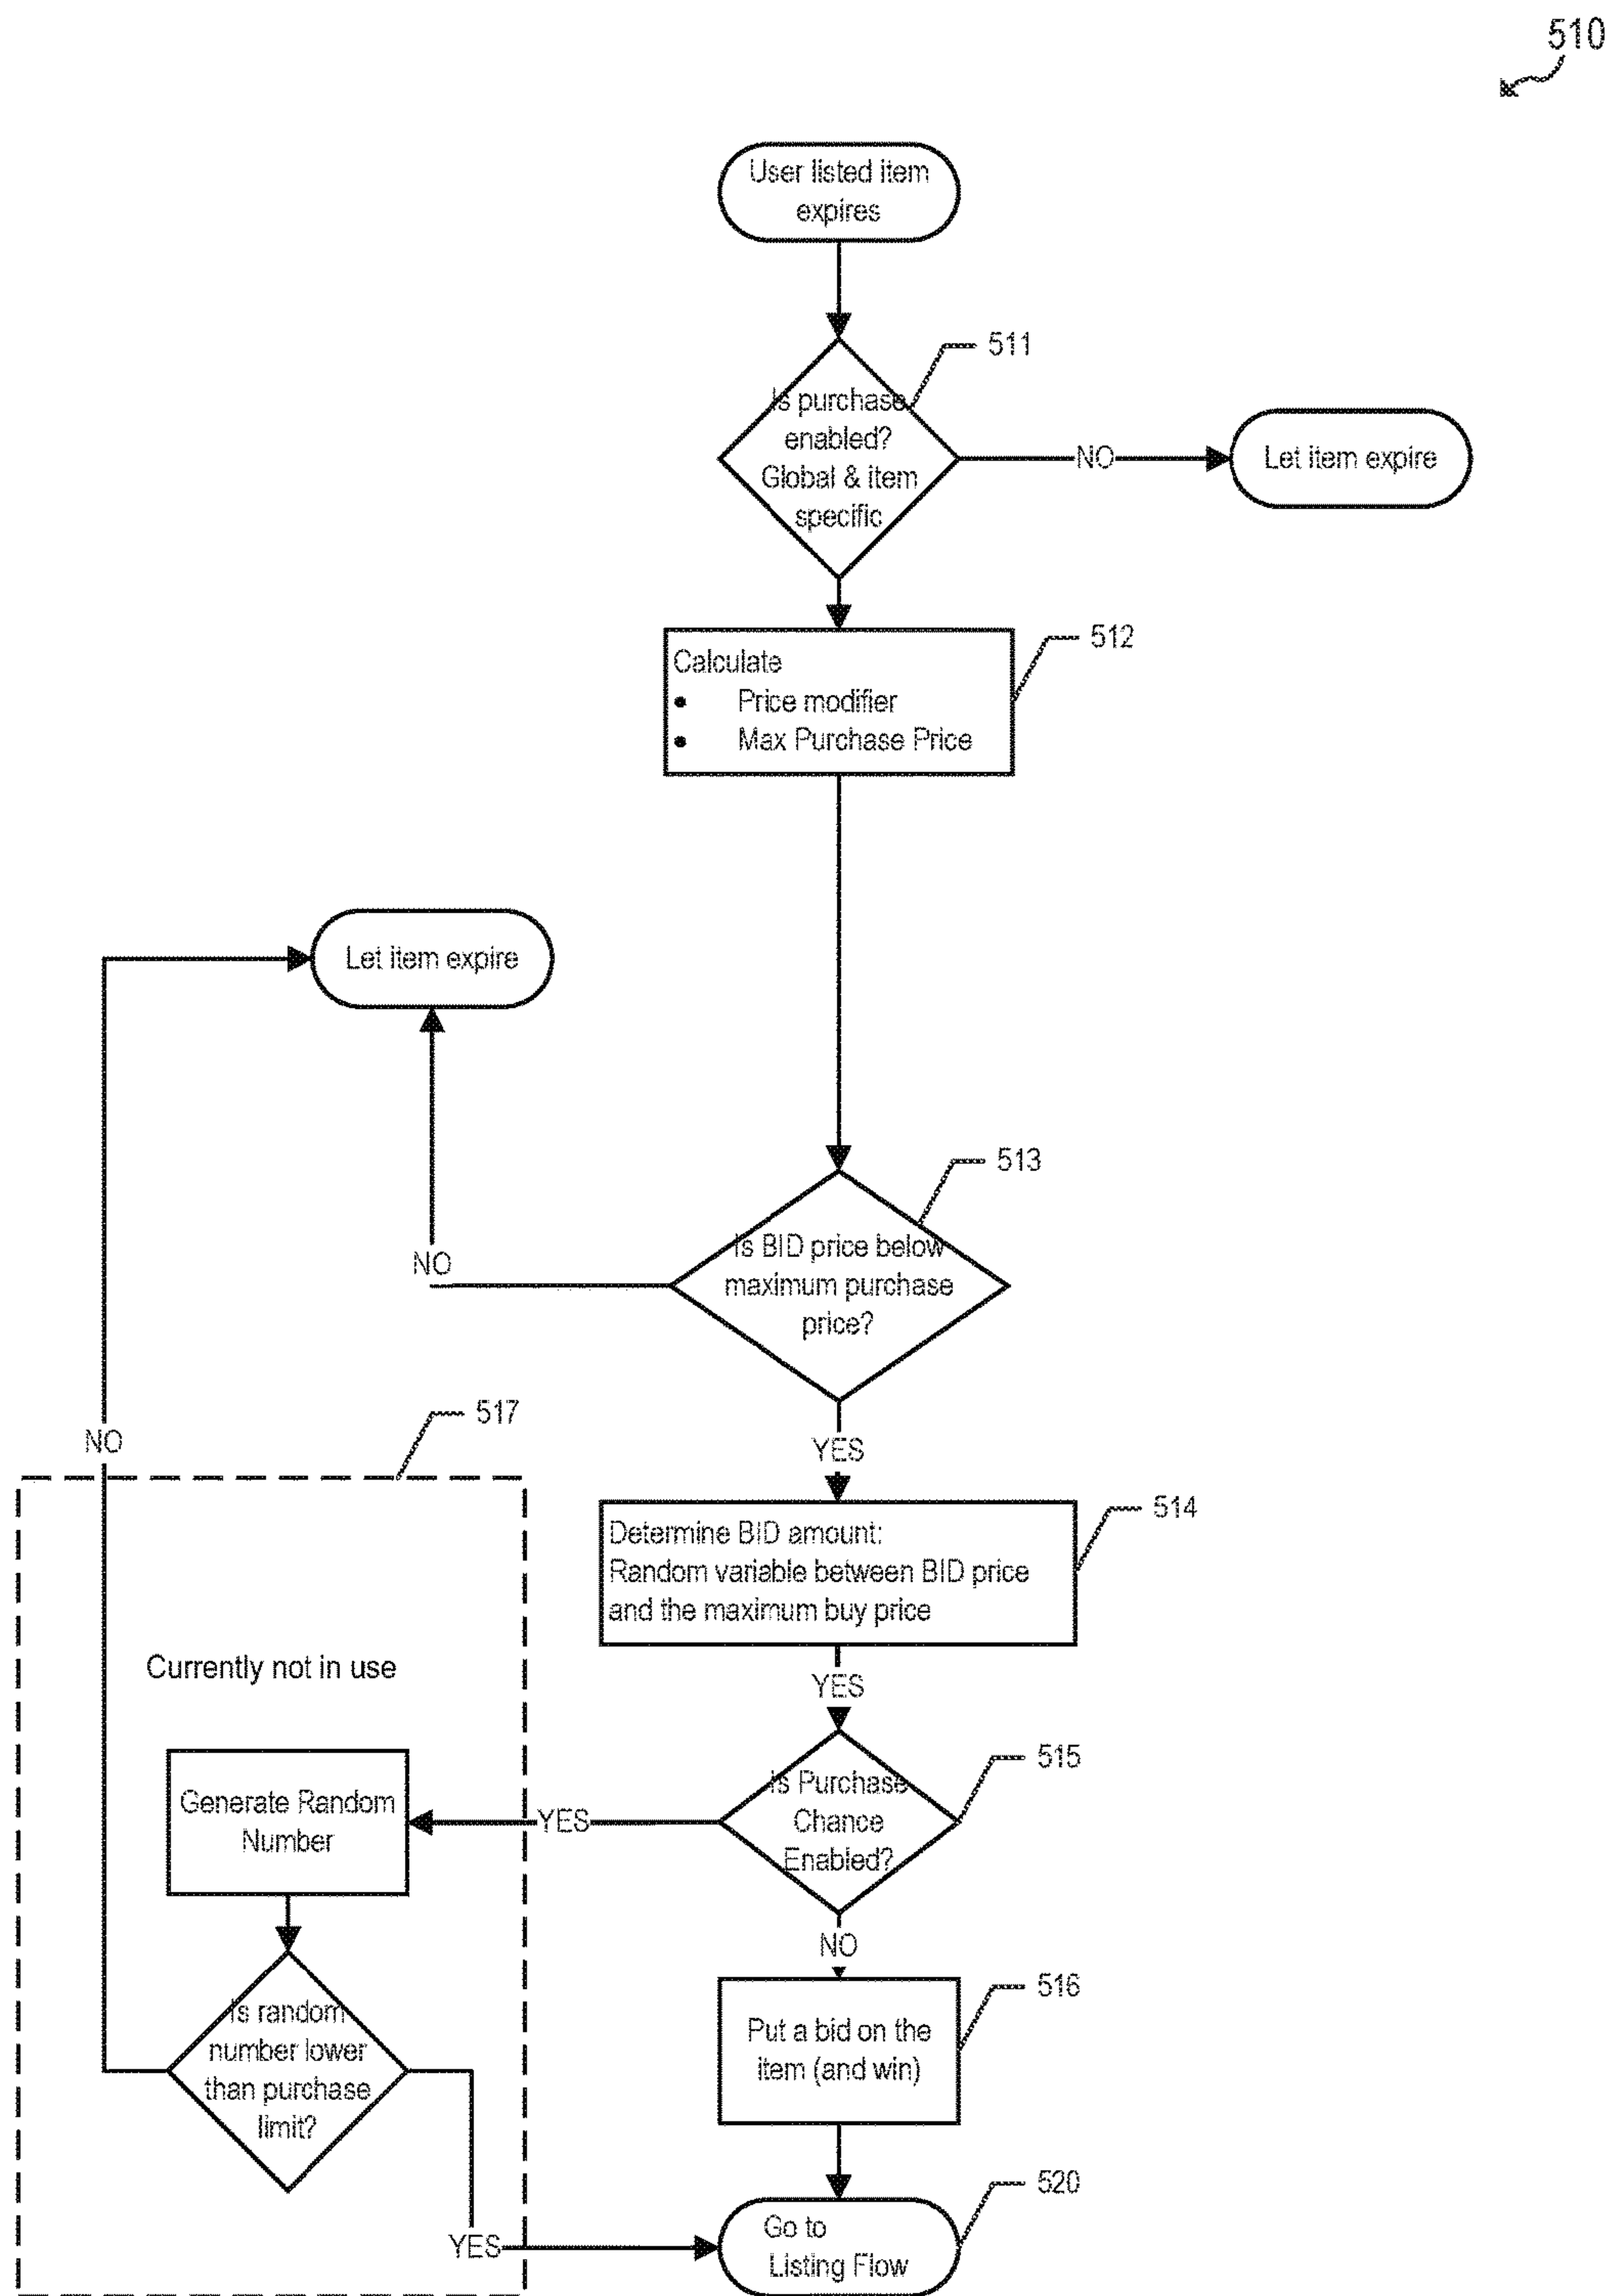 510
User listed item
expires
511
Is purchase
enabled?
Global & item
specific
NO
Let item expire
512
Calculate
• Price modifier
• Max Purchase Price
Let item expire
513
Is BID price below
maximum purchase
price?
NO
517
NO
YES
514
Determine BID amount:
Random variable between BID price
and the maximum buy price
Currently not in use
YES
515
Is Purchase
Chance
Enabled?
YES
Generate Random
Number
NO
516
Is random
number lower
than purchase
limit?
Put a bid on the
item (and win)
520
YES
Go to
Listing Flow